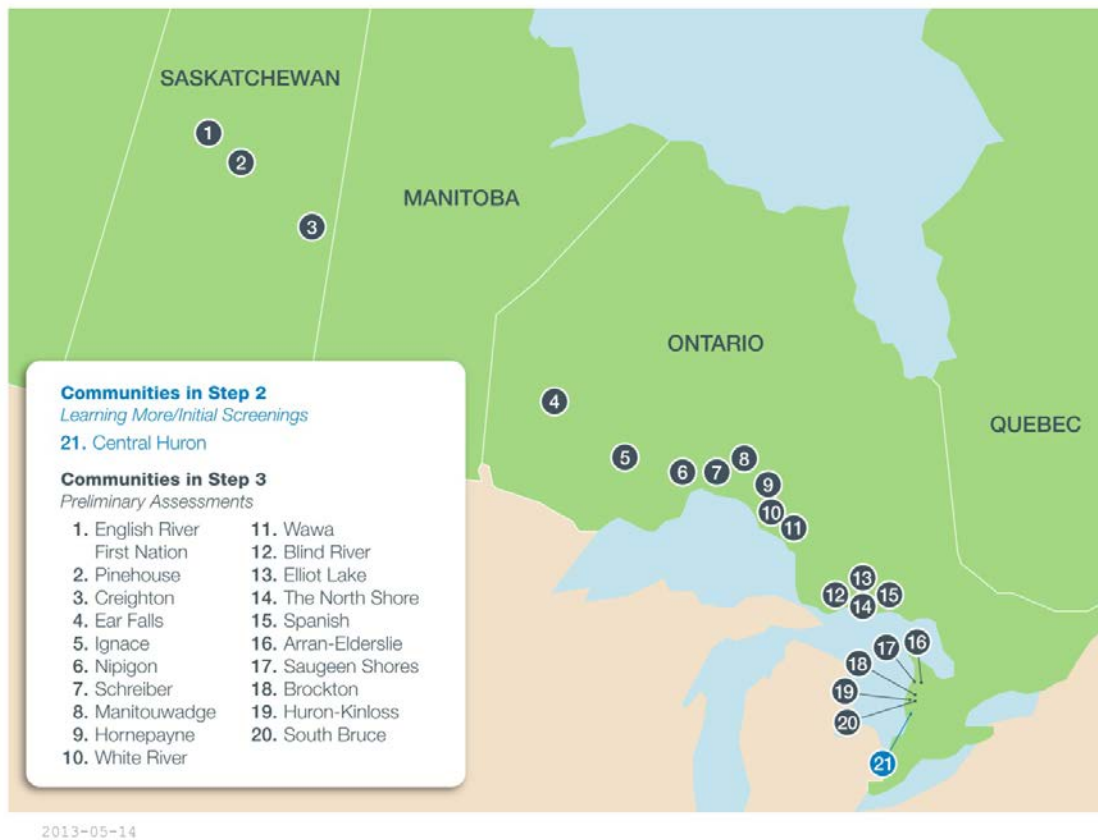 SASKATCHEWAN
1
2
3
MANITOBA
ONTARIO
QUEBEC
4
5
6
7
8
9
10
11
12
13
14
15
16
17
18
19
20
21
Communities in Step 2
Learning More/Initial Screenings
21. Central Huron
Communities in Step 3
Preliminary Assessments
1. English River
First Nation
2. Pinehouse
3. Creighton
4. Ear Falls
5. Ignace
6. Nipigon
7. Schreiber
8. Manitouwadge
9. Hornepayne
10. White River
11. Wawa
12. Blind River
13. Elliot Lake
14. The North Shore
15. Spanish
16. Arran-Elderslie
17. Saugeen Shores
18. Brockton
19. Huron-Kinloss
20. South Bruce
2013-05-14